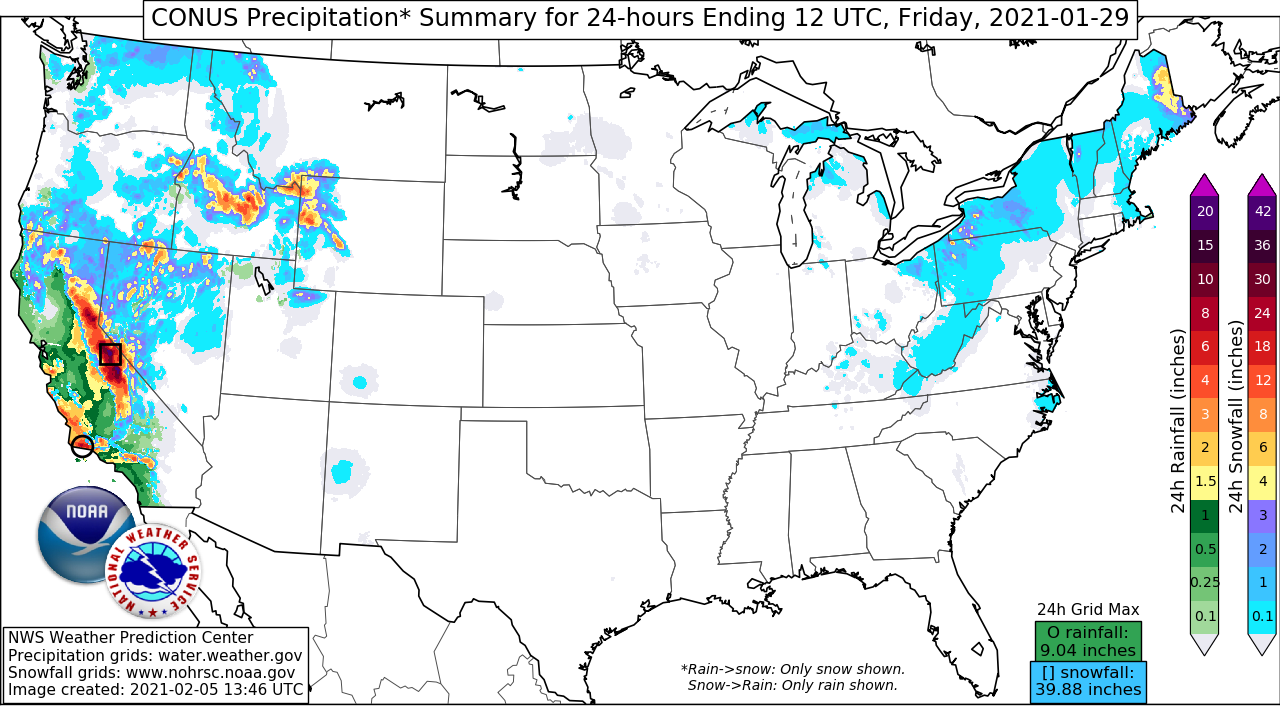 CONUS Precipitation* Summary for 24-hours Ending 12 UTC, Friday, 2021-01-29
24h Rainfall (inches)
20
15
10
8
6
4
3
2
1.5
1
0.5
0.25
0.1
24h Snowfall (inches)
42
36
30
24
18
12
8
6
4
3
2
1
0.1
NOAA
NATIONAL WEATHER SERVICE
24h Grid Max
O rainfall:
9.04 inches
[] snowfall:
39.88 inches
*Rain->snow: Only snow shown.
Snow->Rain: Only rain shown.
NWS Weather Prediction Center
Precipitation grids: water.weather.gov
Snowfall grids: www.nohrsc.noaa.gov
Image created: 2021-02-05 13:46 UTC